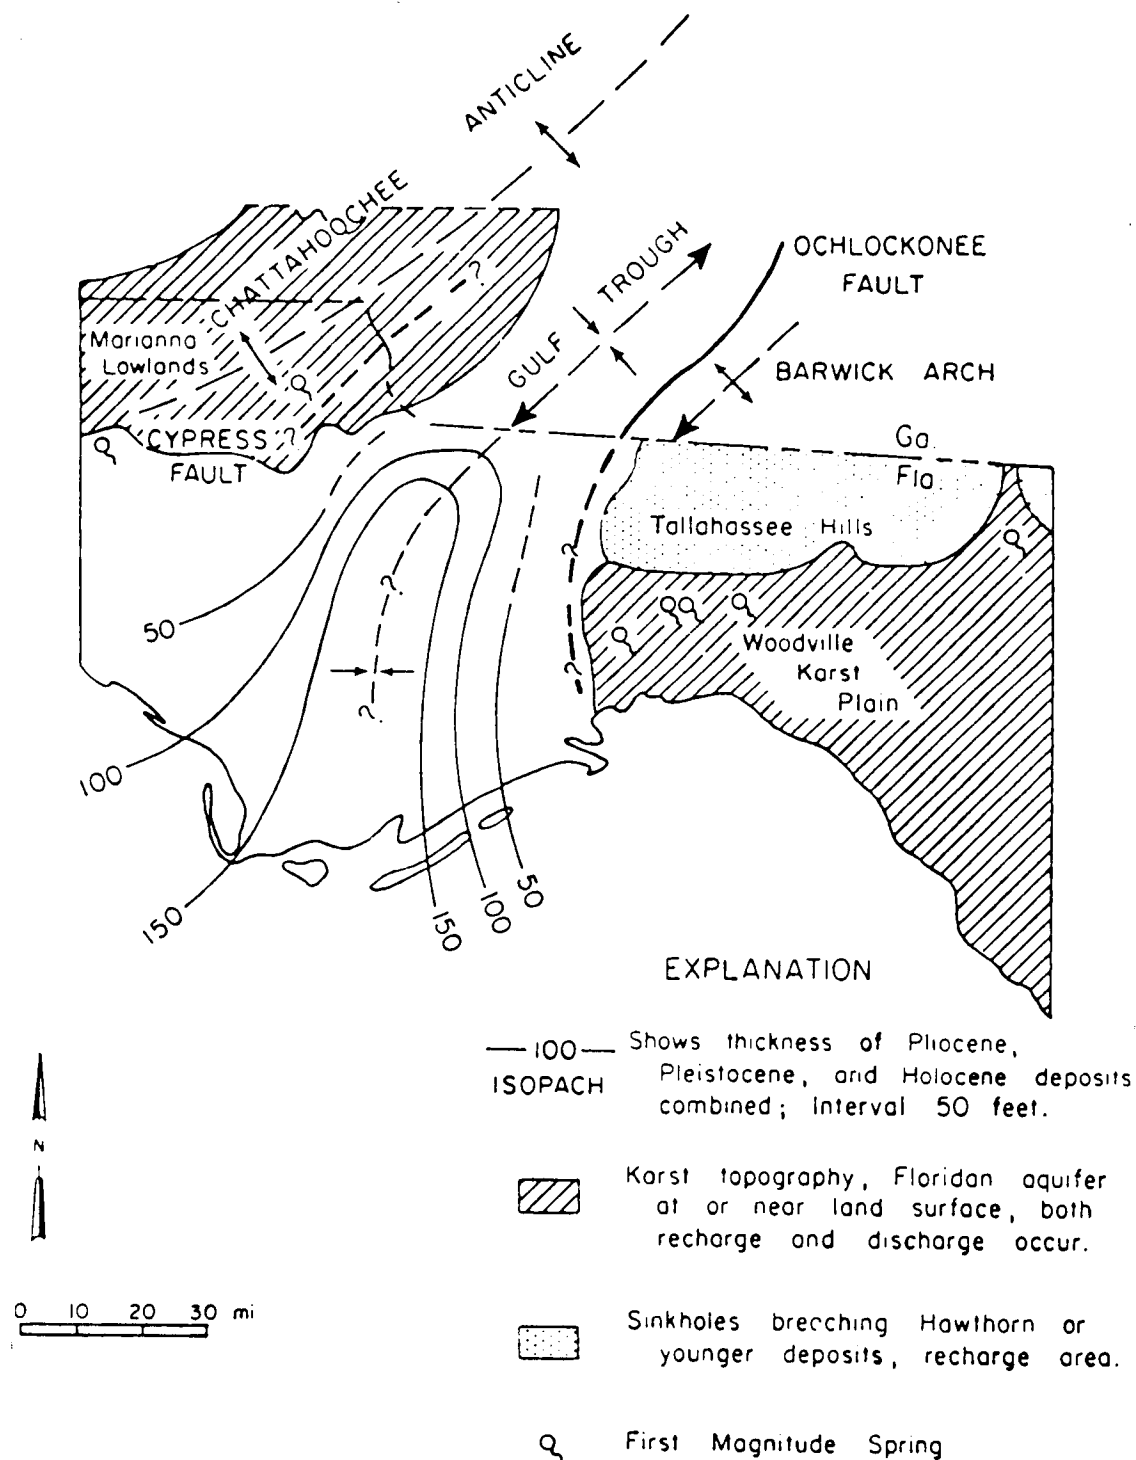 ANTICLINE
CHATTAHOOCHEE
?
GULF TROUGH
OCHLOCKONEE
FAULT
BARWICK ARCH
Marianna
Lowlands
CYPRESS ?
FAULT
Ga.
Fla.
Tallahassee Hills
?
?
?
?
Woodville
Karst
Plain
50
100
150
150
100
50
EXPLANATION
100
ISOPACH
Shows thickness of Pliocene,
Pleistocene, and Holocene deposits
combined; Interval 50 feet.
N
Karst topography, Floridan aquifer
at or near land surface, both
recharge and discharge occur.
0 10 20 30 mi
Sinkholes breeching Hawthorn or
younger deposits, recharge area.
First Magnitude Spring